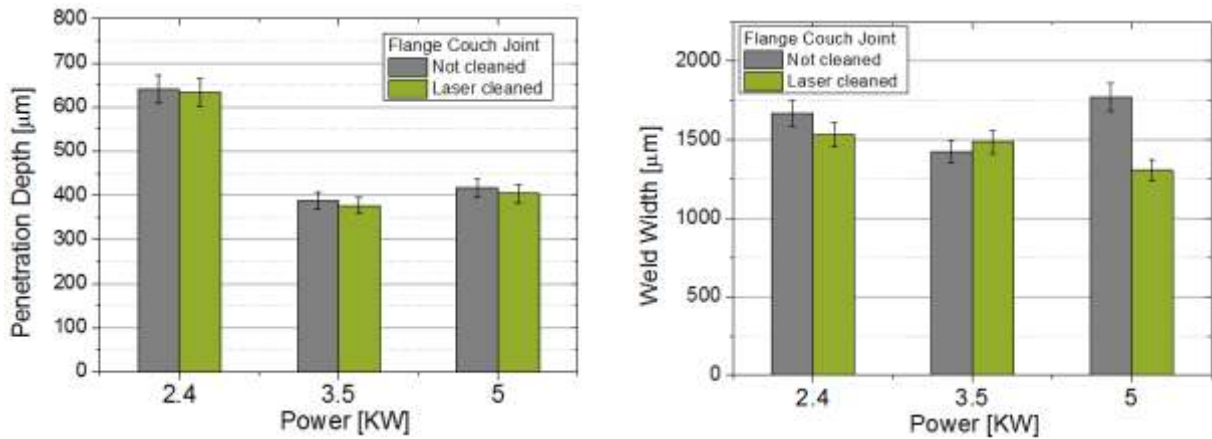 800
700
600
500
400
300
200
100
0
Penetration Depth [μm]
Flange Couch Joint
Not cleaned
Laser cleaned
2.4
3.5
5
Power [KW]
2000
1500
1000
500
0
Weld Width [μm]
Flange Couch Joint
Not cleaned
Laser cleaned
2.4
3.5
5
Power [KW]